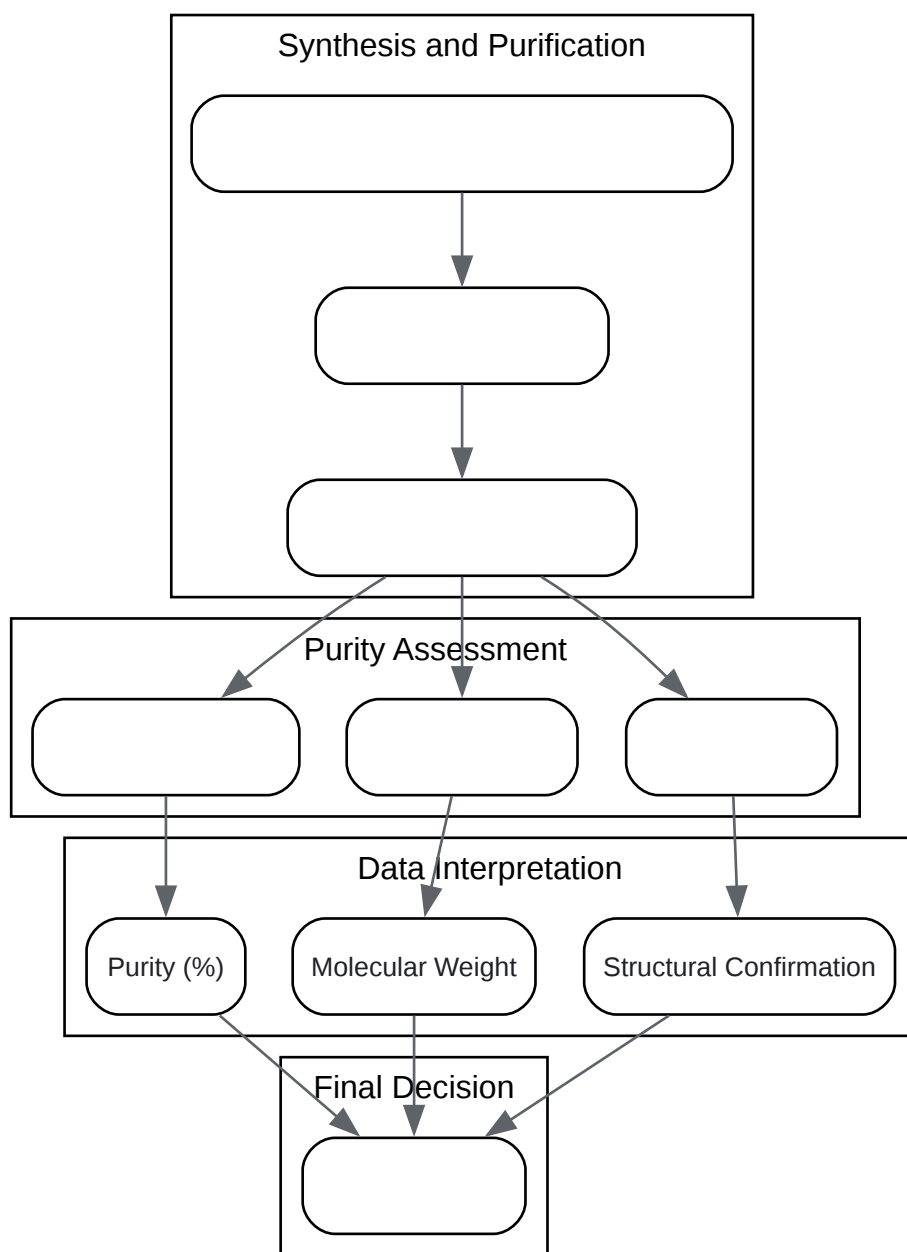 Synthesis and Purification
Purity Assessment
Data Interpretation
Purity (%)
Molecular Weight
Structural Confirmation
Final Decision